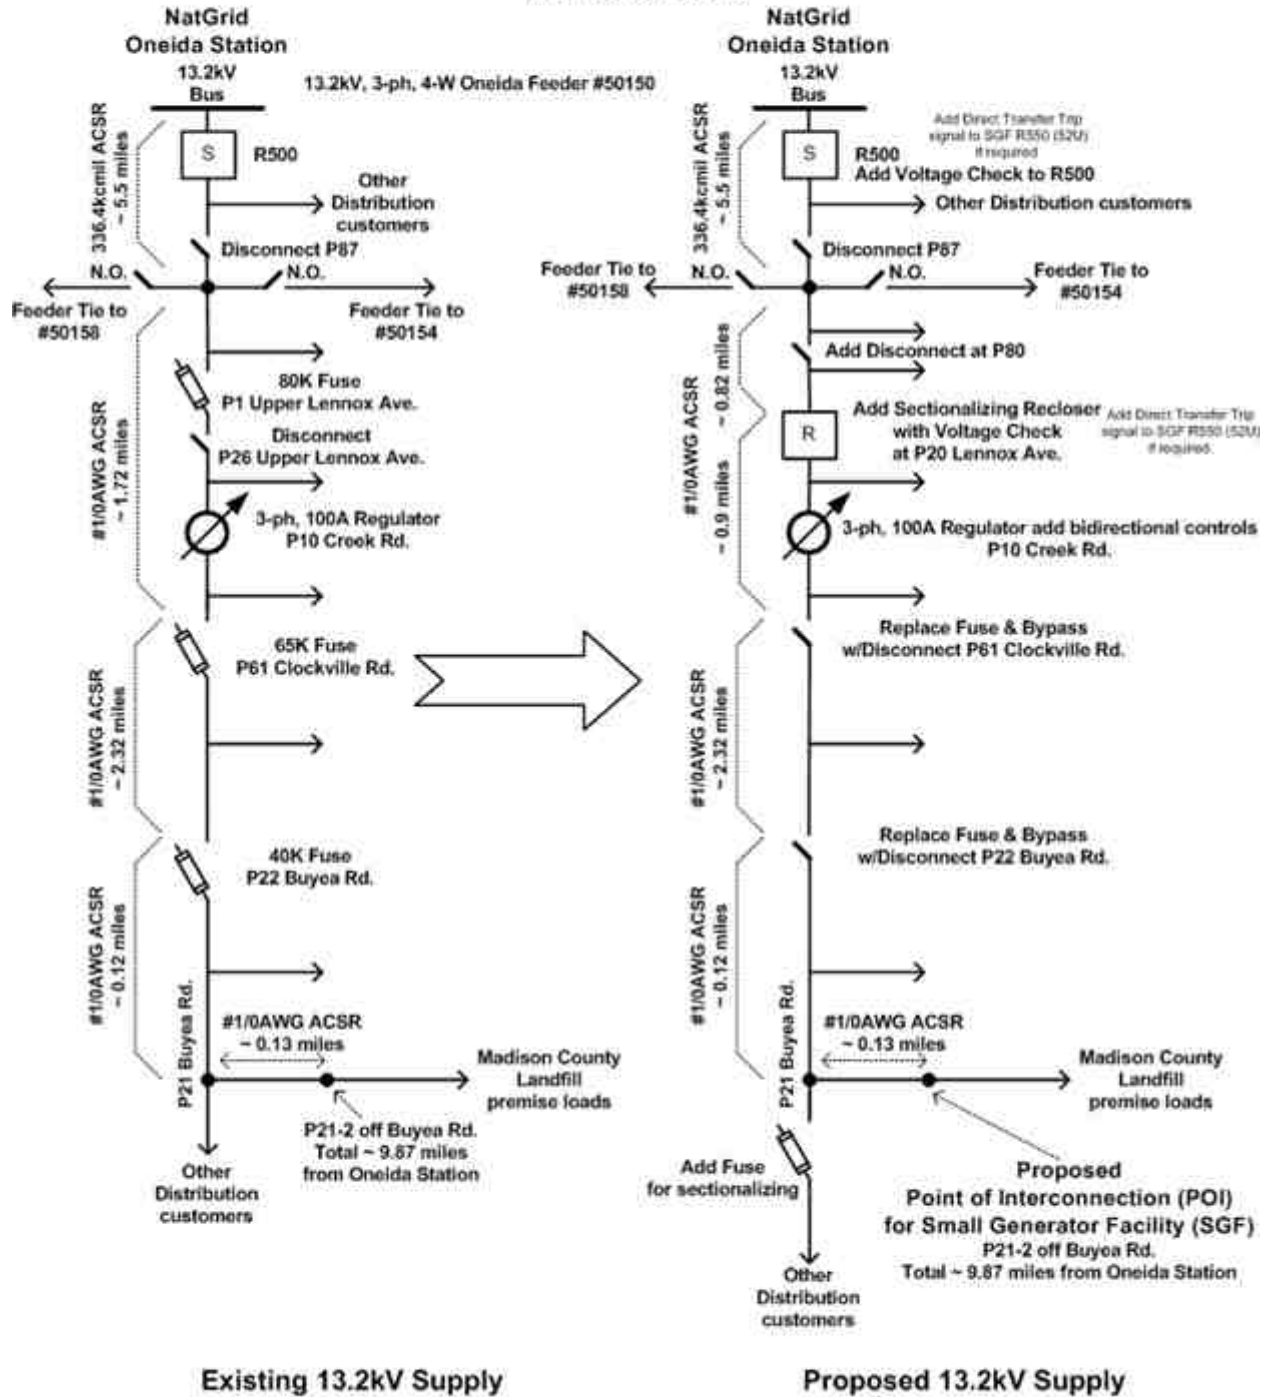 NatGrid
Oneida Station
13.2kV
Bus
13.2kV, 3-ph, 4-W Oneida Feeder #50150
336.4kcmil ACSR
~ 5.5 miles
S
R500
Other
Distribution
customers
Disconnect P87
N.O.
N.O.
Feeder Tie to
#50158
Feeder Tie to
#50154
#1/0AWG ACSR
~ 1.72 miles
80K Fuse
P1 Upper Lennox Ave.
Disconnect
P26 Upper Lennox Ave.
3-ph, 100A Regulator
P10 Creek Rd.
65K Fuse
P61 Clockville Rd.
#1/0AWG ACSR
~ 2.32 miles
40K Fuse
P22 Buyea Rd.
#1/0AWG ACSR
~ 0.12 miles
P21 Buyea Rd.
#1/0AWG ACSR
~ 0.13 miles
Madison County
Landfill
premise loads
P21-2 off Buyea Rd.
Total ~ 9.87 miles
from Oneida Station
Other
Distribution
customers
Existing 13.2kV Supply
NatGrid
Oneida Station
13.2kV
Bus
336.4kcmil ACSR
~ 5.5 miles
S
Add Direct Transfer Trip
signal to SGF R550 (52U)
if required
R500
Add Voltage Check to R500
Other Distribution customers
Disconnect P87
N.O.
N.O.
Feeder Tie to
#50158
Feeder Tie to
#50154
Add Disconnect at P80
#1/0AWG ACSR
~ 0.82 miles
~ 0.9 miles
R
Add Sectionalizing Recloser
with Voltage Check
at P20 Lennox Ave.
Add Direct Transfer Trip
signal to SGF R550 (52U)
if required.
3-ph, 100A Regulator add bidirectional controls
P10 Creek Rd.
Replace Fuse & Bypass
w/Disconnect P61 Clockville Rd.
#1/0AWG ACSR
~ 2.32 miles
Replace Fuse & Bypass
w/Disconnect P22 Buyea Rd.
#1/0AWG ACSR
~ 0.12 miles
P21 Buyea Rd.
#1/0AWG ACSR
~ 0.13 miles
Madison County
Landfill
premise loads
Add Fuse
for sectionalizing
Proposed
Point of Interconnection (POI)
for Small Generator Facility (SGF)
P21-2 off Buyea Rd.
Total ~ 9.87 miles from Oneida Station
Other
Distribution
customers
Proposed 13.2kV Supply